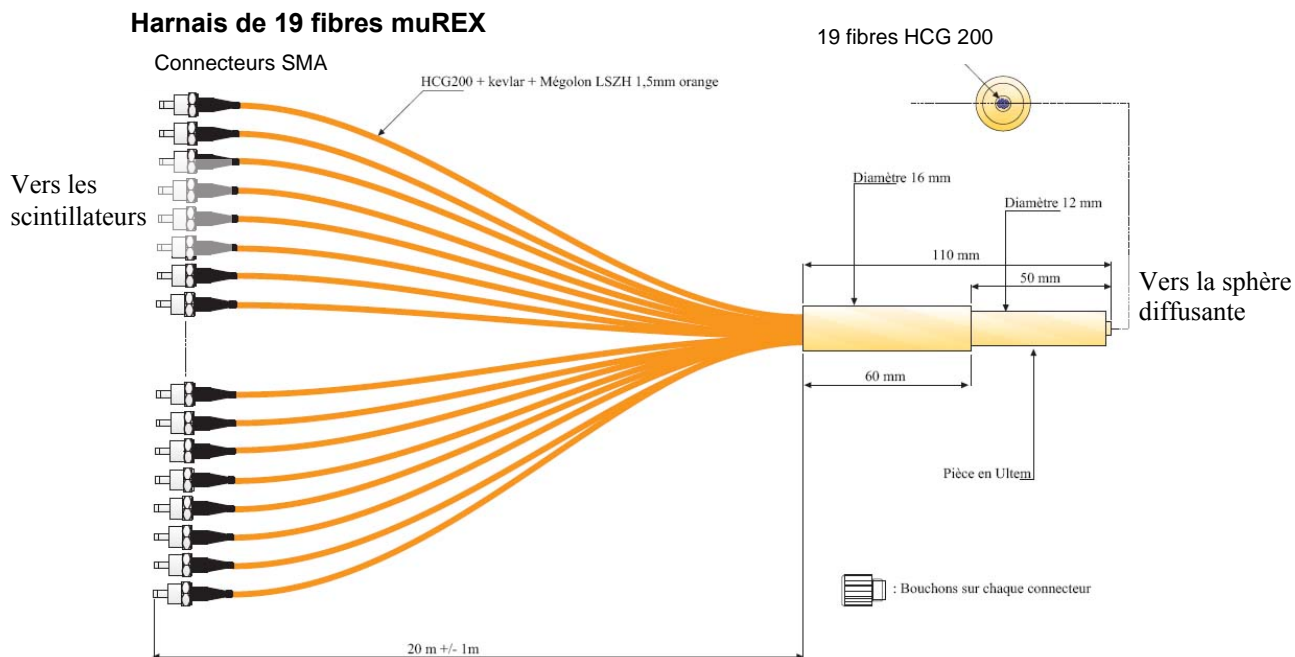 Harnais de 19 fibres muREX
19 fibres HCG 200
Connecteurs SMA
HCG200 + kevlar + Mégolon LSZH 1,5mm orange
Vers les
scintillateurs
Diamètre 16 mm
Diamètre 12 mm
110 mm
50 mm
Vers la sphère
diffusante
60 mm
Pièce en Ultem
: Bouchons sur chaque connecteur
20 m +/- 1m